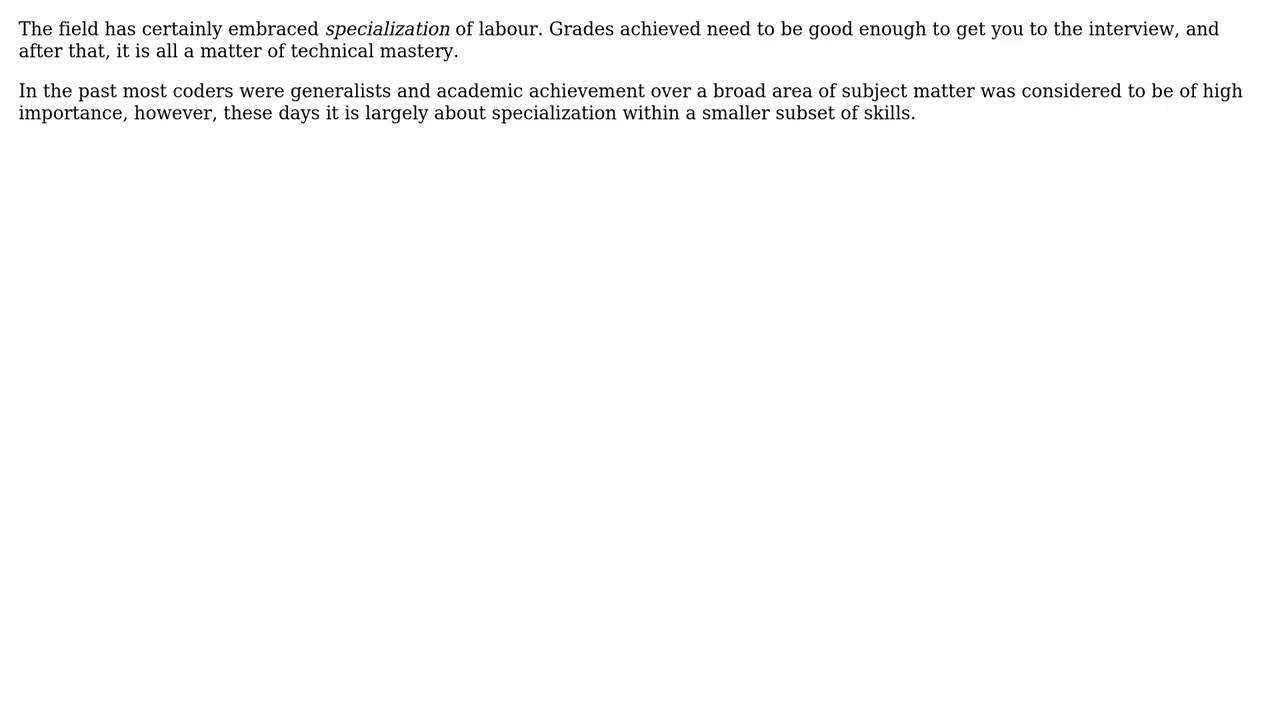 The field has certainly embraced specialization of labour. Grades achieved need to be good enough to get you to the interview, and
after that, it is all a matter of technical mastery.
In the past most coders were generalists and academic achievement over a broad area of subject matter was considered to be of high
importance, however, these days it is largely about specialization within a smaller subset of skills.